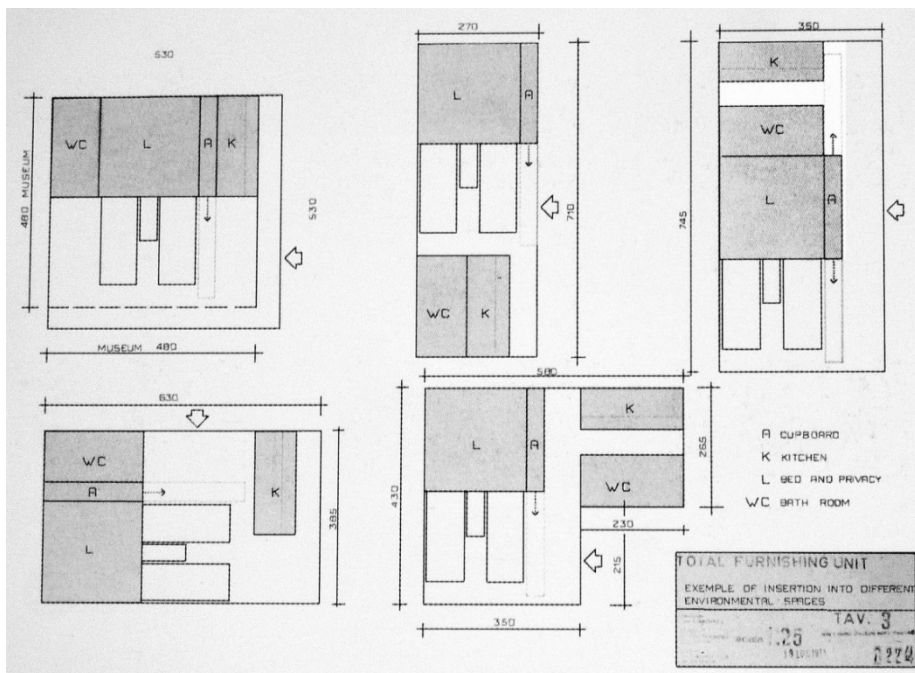 530
480 MUSEUM
WC
L
A
K
530
MUSEUM 480
270
L
A
WC
K
710
350
K
WC
L
A
745
630
WC
A
L
K
385
580
430
L
A
K
WC
265
230
215
350
A CUPBOARD
K KITCHEN
L BED AND PRIVACY
WC BATH ROOM
TOTAL FURNISHING UNIT
EXEMPLE OF INSERTION INTO DIFFERENT
ENVIRONMENTAL SPACES
TAV. 3
1.25